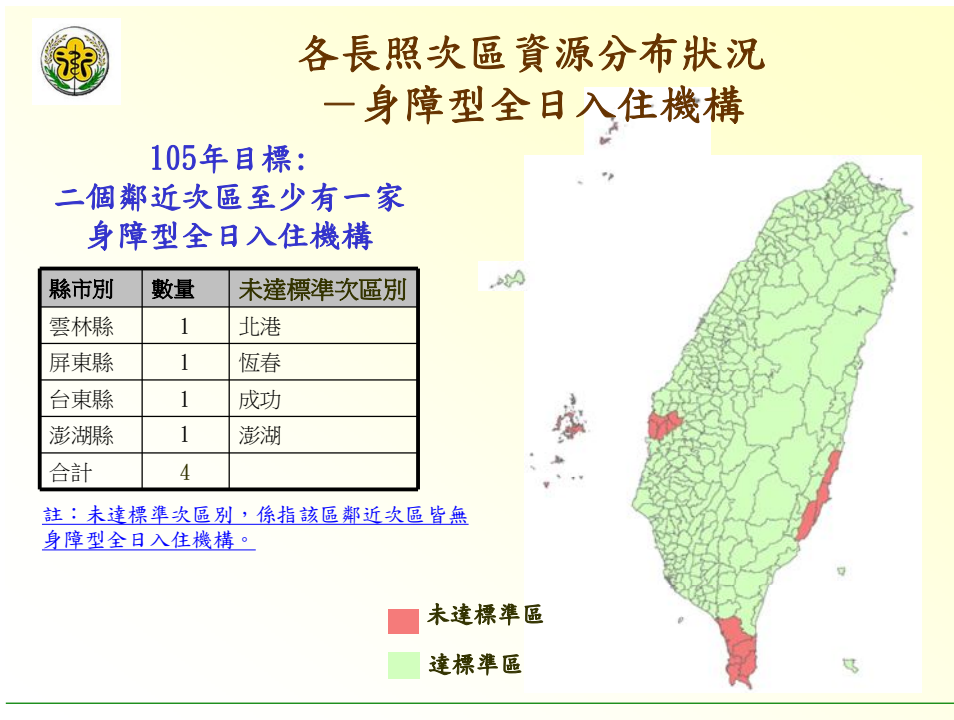 各長照次區資源分布狀況
－身障型全日入住機構
105年目標:
二個鄰近次區至少有一家
身障型全日入住機構
縣市別 數量 未達標準次區別
雲林縣 1 北港
屏東縣 1 恆春
台東縣 1 成功
澎湖縣 1 澎湖
合計 4
註：未達標準次區別，係指該區鄰近次區皆無
身障型全日入住機構。
未達標準區
達標準區